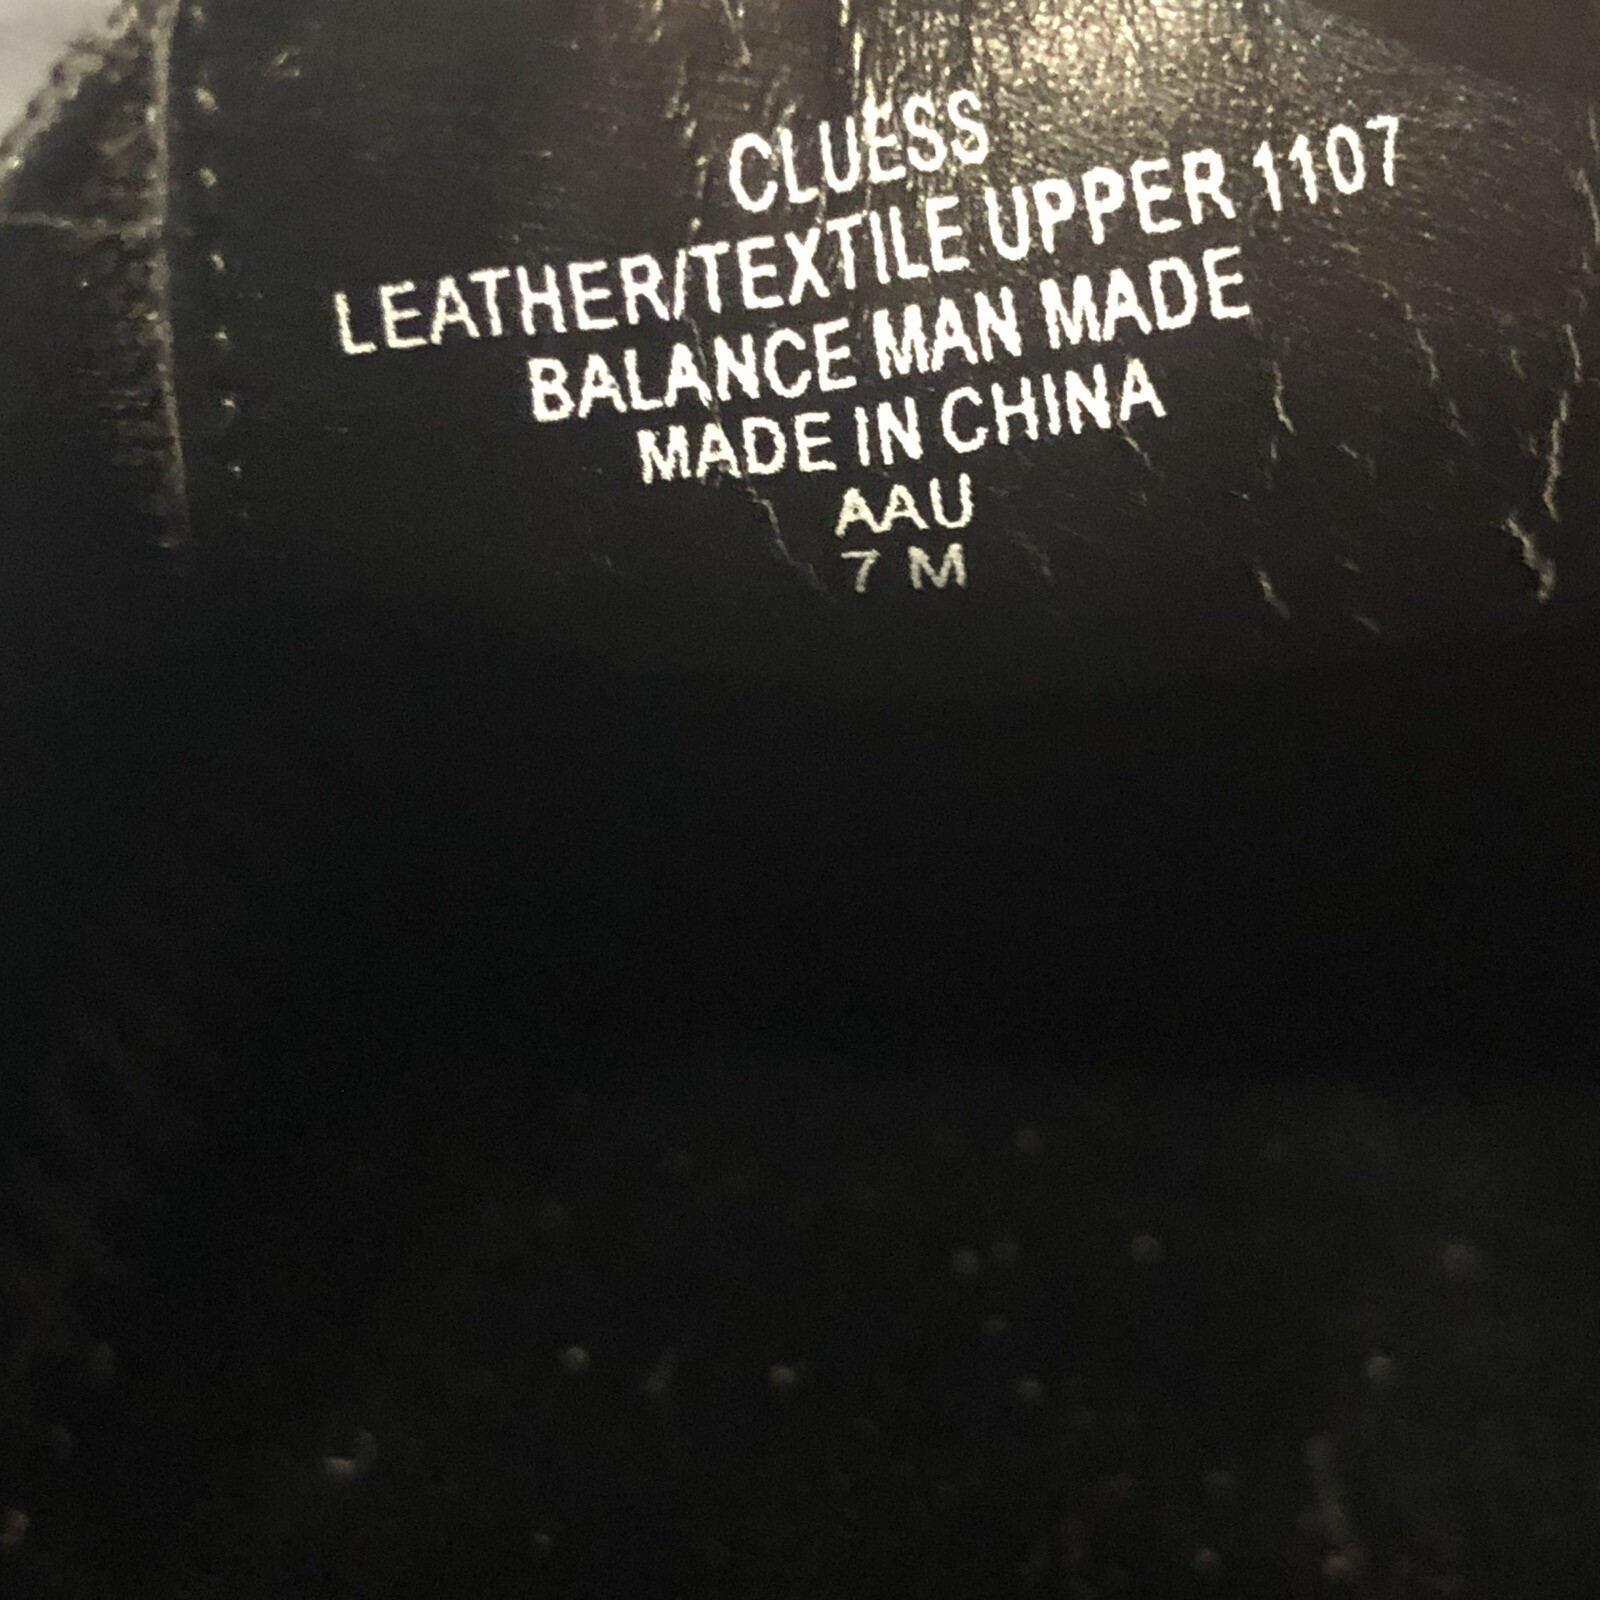 CLUESS
LEATHER/TEXTILE UPPER 1107
BALANCE MAN MADE
MADE IN CHINA
AAU
7 M